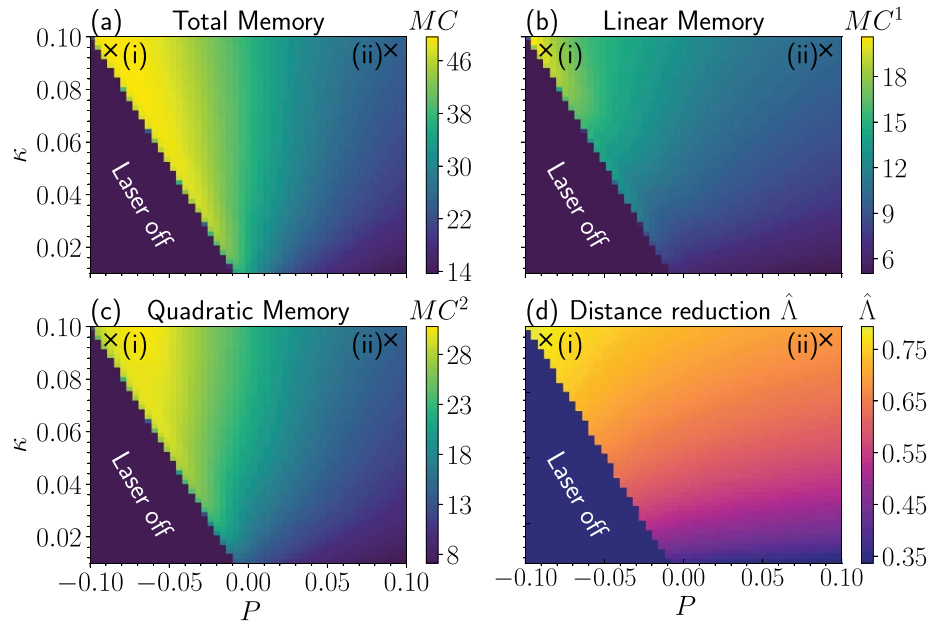 (a) Total Memory MC
(b) Linear Memory MC¹
0.10
0.08
0.06
0.04
0.02
κ
×(i)
(ii)×
Laser off
46
38
30
22
14
×(i)
(ii)×
Laser off
18
15
12
9
6
(c) Quadratic Memory MC²
(d) Distance reduction Λ̂ Λ̂
0.10
0.08
0.06
0.04
0.02
κ
×(i)
(ii)×
Laser off
28
23
18
13
8
−0.10 −0.05 0.00 0.05 0.10
P
×(i)
(ii)×
Laser off
0.75
0.65
0.55
0.45
0.35
−0.10 −0.05 0.00 0.05 0.10
P